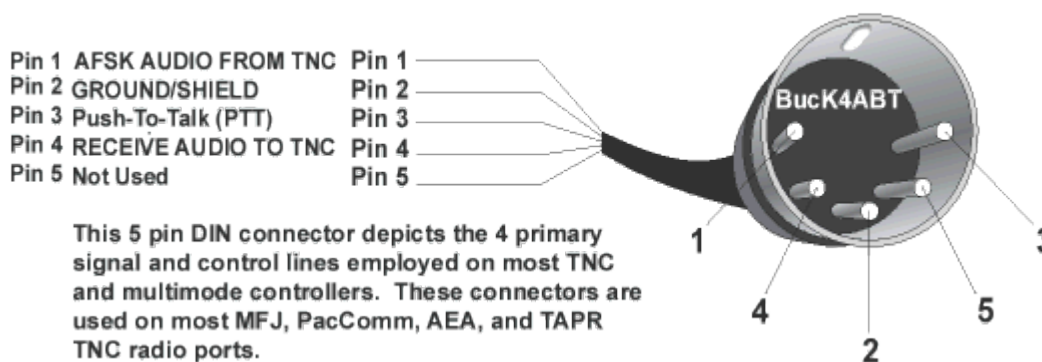 Pin 1 AFSK AUDIO FROM TNC Pin 1
Pin 2 GROUND/SHIELD Pin 2
Pin 3 Push-To-Talk (PTT) Pin 3
Pin 4 RECEIVE AUDIO TO TNC Pin 4
Pin 5 Not Used Pin 5
This 5 pin DIN connector depicts the 4 primary
signal and control lines employed on most TNC
and multimode controllers. These connectors are
used on most MFJ, PacComm, AEA, and TAPR
TNC radio ports.
BucK4ABT
1
4
2
5
3